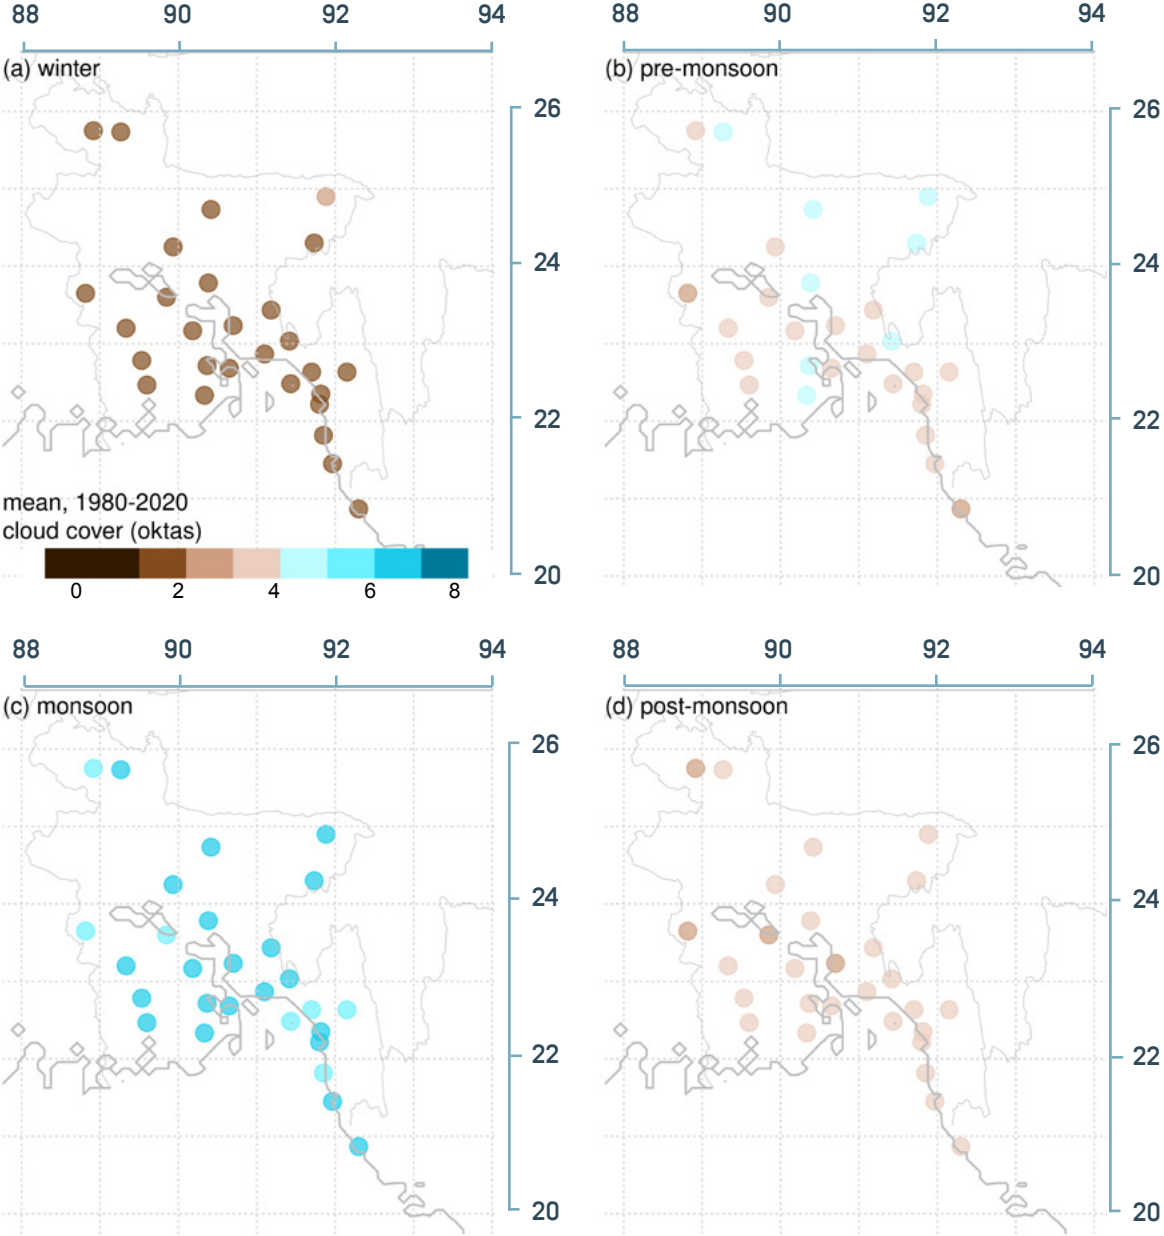 88 90 92 94
88 90 92 94
(a) winter
(b) pre-monsoon
26
26
24
24
22
22
mean, 1980-2020
cloud cover (oktas)
0 2 4 6 8
20
20
88 90 92 94
88 90 92 94
(c) monsoon
(d) post-monsoon
26
26
24
24
22
22
20
20